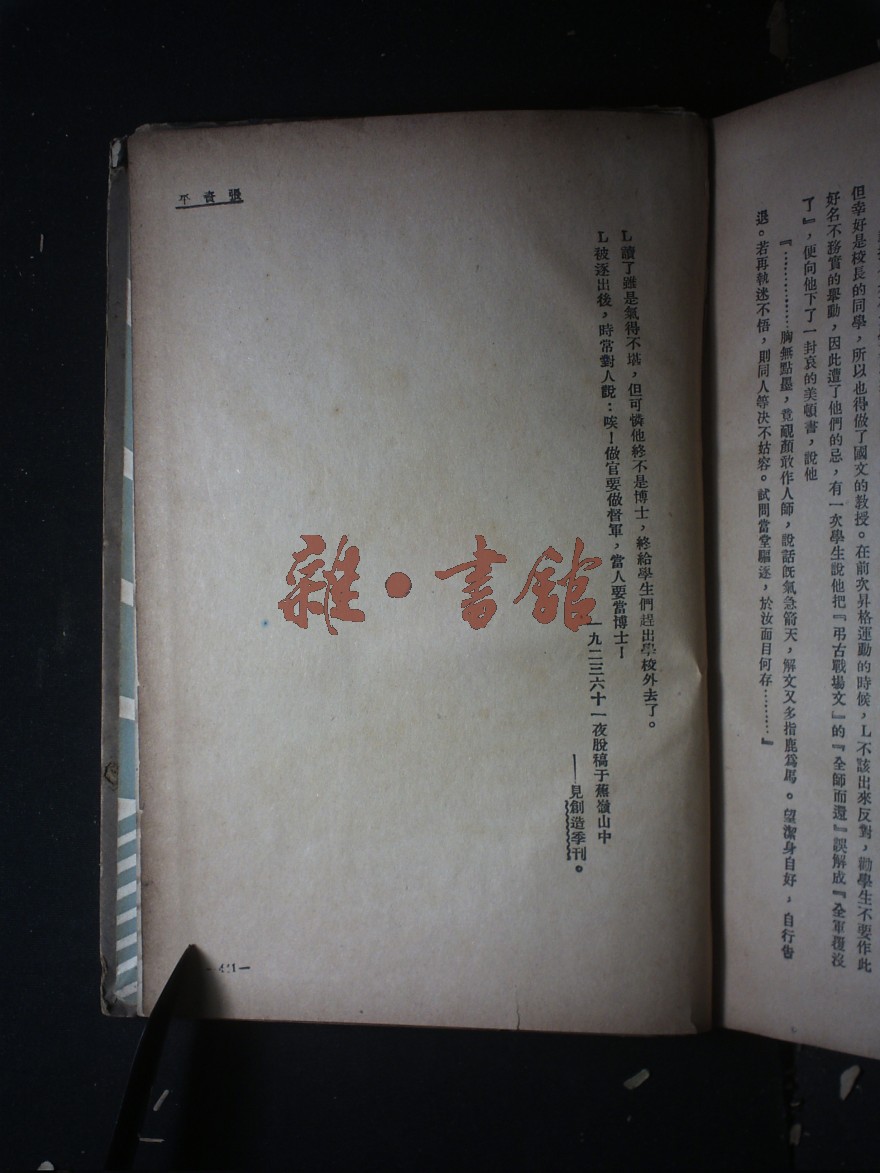 但幸好是校長的同學，所以也得做了國文的教授。在前次昇格運動的時候，L不該出來反對，勸學生不要作此
好名不務實的舉動，因此遭了他們的忌，有一次學生說他把『弔古戰場文』的『全師而還』誤解成『全軍覆沒
了』，便向他下了一封哀的美頓書，說他
『……………胸無點墨，竟覥顏敢作人師，說話旣氣急箭天，解文又多指鹿爲馬。望潔身自好，自行告
退。若再執迷不悟，則同人等決不姑容。試問當堂驅逐，於汝面目何存…………』
張資平
L讀了雖是氣得不堪，但可憐他終不是博士，終給學生們趕出學校外去了。
L被逐出後，時常對人說：唉！做官要做督軍，當人要當博士！
一九二三六十一夜脫稿于蕉嶺山中
——見創造季刊。
— 411 —
雜·書館